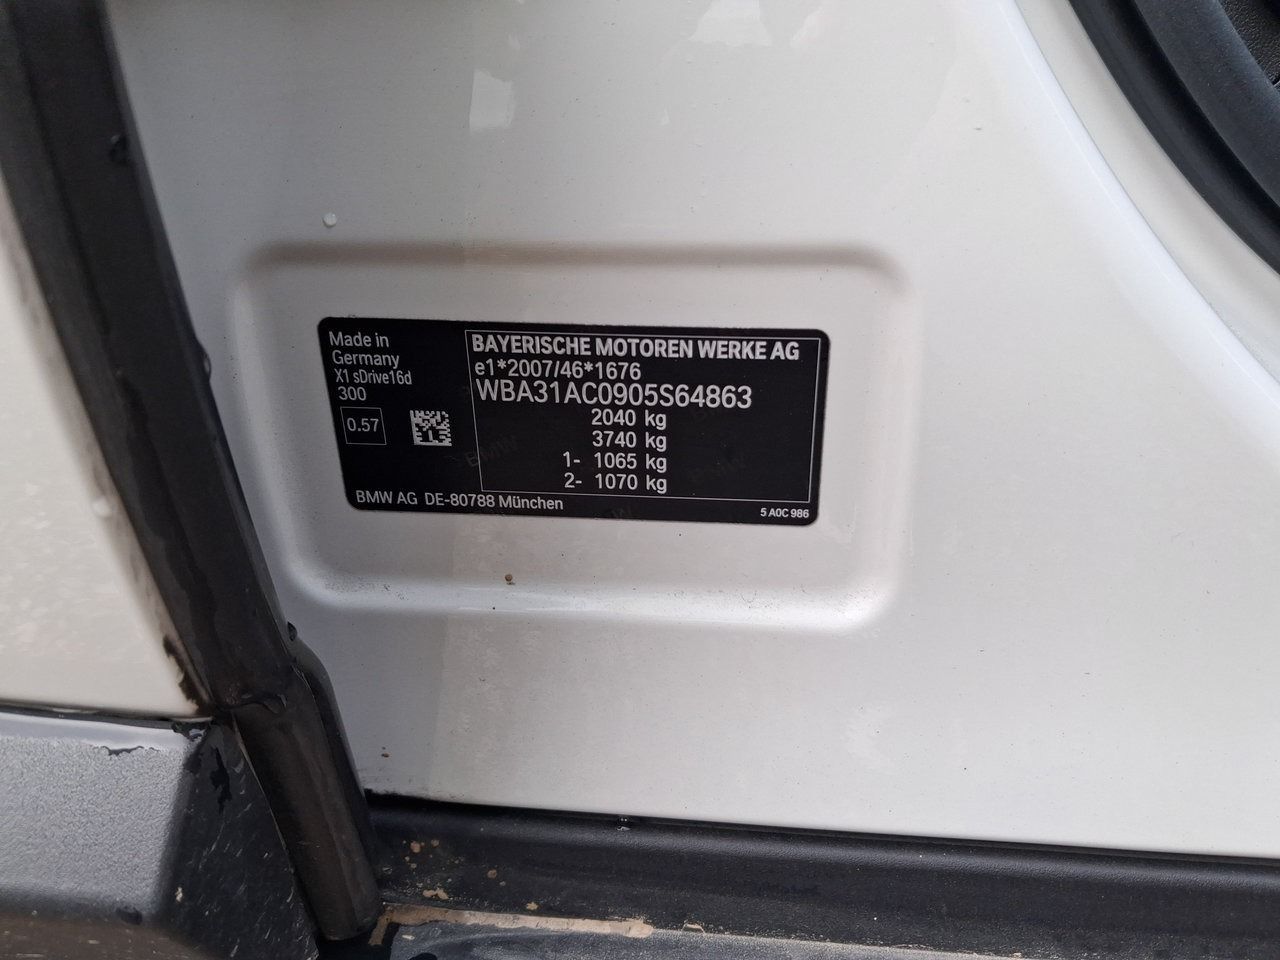 Made in
Germany
X1 sDrive16d
300
0.57
BAYERISCHE MOTOREN WERKE AG
e1*2007/46*1676
WBA31AC0905S64863
2040 kg
3740 kg
1- 1065 kg
2- 1070 kg
BMW AG DE-80788 München
5 A0C 986